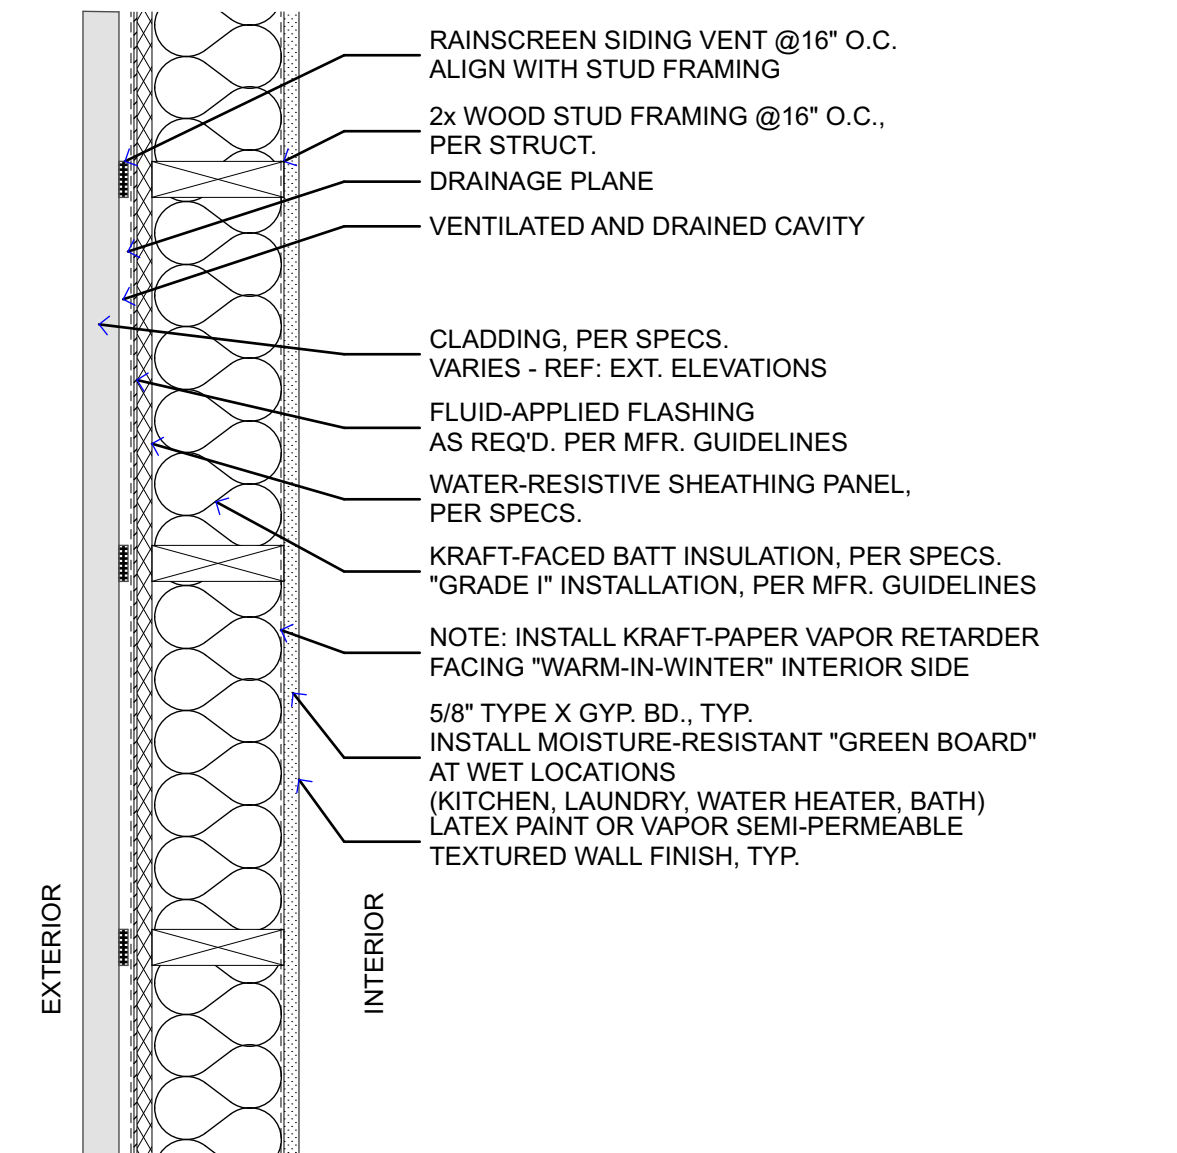 RAINSCREEN SIDING VENT @16" O.C.
ALIGN WITH STUD FRAMING
2x WOOD STUD FRAMING @16" O.C.,
PER STRUCT.
DRAINAGE PLANE
VENTILATED AND DRAINED CAVITY
CLADDING, PER SPECS.
VARIES - REF: EXT. ELEVATIONS
FLUID-APPLIED FLASHING
AS REQ'D. PER MFR. GUIDELINES
WATER-RESISTIVE SHEATHING PANEL,
PER SPECS.
KRAFT-FACED BATT INSULATION, PER SPECS.
"GRADE I" INSTALLATION, PER MFR. GUIDELINES
NOTE: INSTALL KRAFT-PAPER VAPOR RETARDER
FACING "WARM-IN-WINTER" INTERIOR SIDE
5/8" TYPE X GYP. BD., TYP.
INSTALL MOISTURE-RESISTANT "GREEN BOARD"
AT WET LOCATIONS
(KITCHEN, LAUNDRY, WATER HEATER, BATH)
LATEX PAINT OR VAPOR SEMI-PERMEABLE
TEXTURED WALL FINISH, TYP.
EXTERIOR
INTERIOR